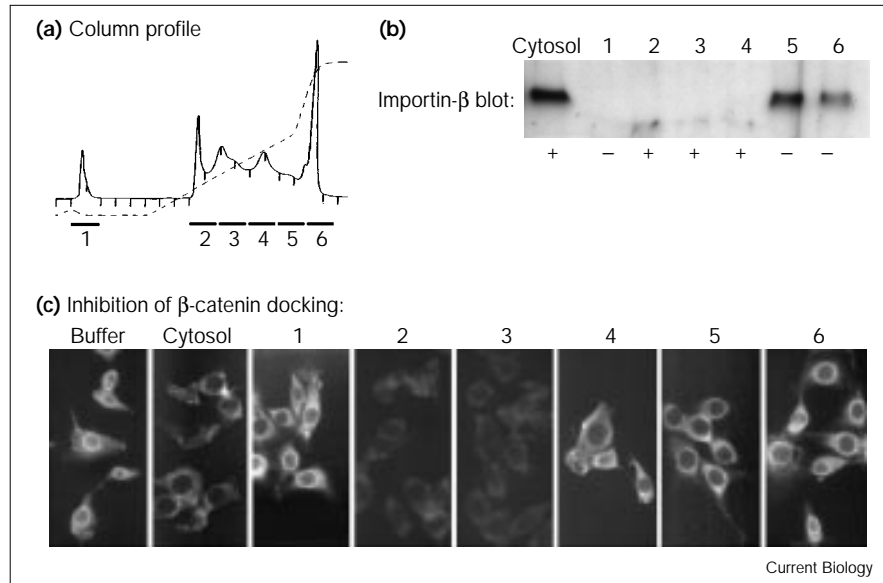 (a) Column profile
1 2 3 4 5 6
(b)
Cytosol 1 2 3 4 5 6
Importin-β blot:
+ – + + + – –
(c) Inhibition of β-catenin docking:
Buffer Cytosol 1 2 3 4 5 6
Current Biology